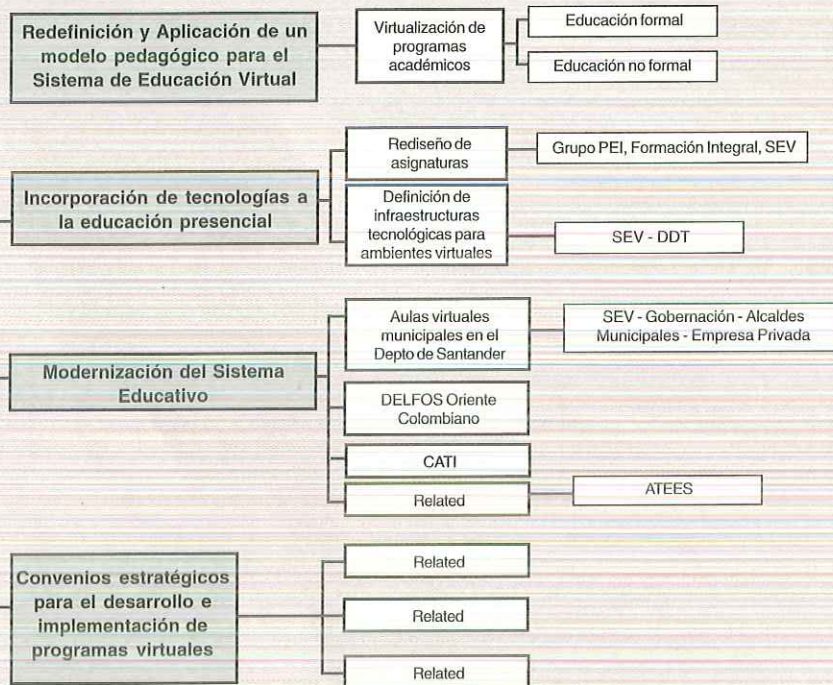 Redefinición y Aplicación de un
modelo pedagógico para el
Sistema de Educación Virtual
Virtualización de
programas
académicos
Educación formal
Educación no formal
Incorporación de tecnologías a
la educación presencial
Rediseño de
asignaturas
Grupo PEI, Formación Integral, SEV
Definición de
infraestructuras
tecnológicas para
ambientes virtuales
SEV - DDT
Modernización del Sistema
Educativo
Aulas virtuales
municipales en el
Depto de Santander
SEV - Gobernación - Alcaldes
Municipales - Empresa Privada
DELFOS Oriente
Colombiano
CATI
Related
ATEES
Convenios estratégicos
para el desarrollo e
implementación de
programas virtuales
Related
Related
Related